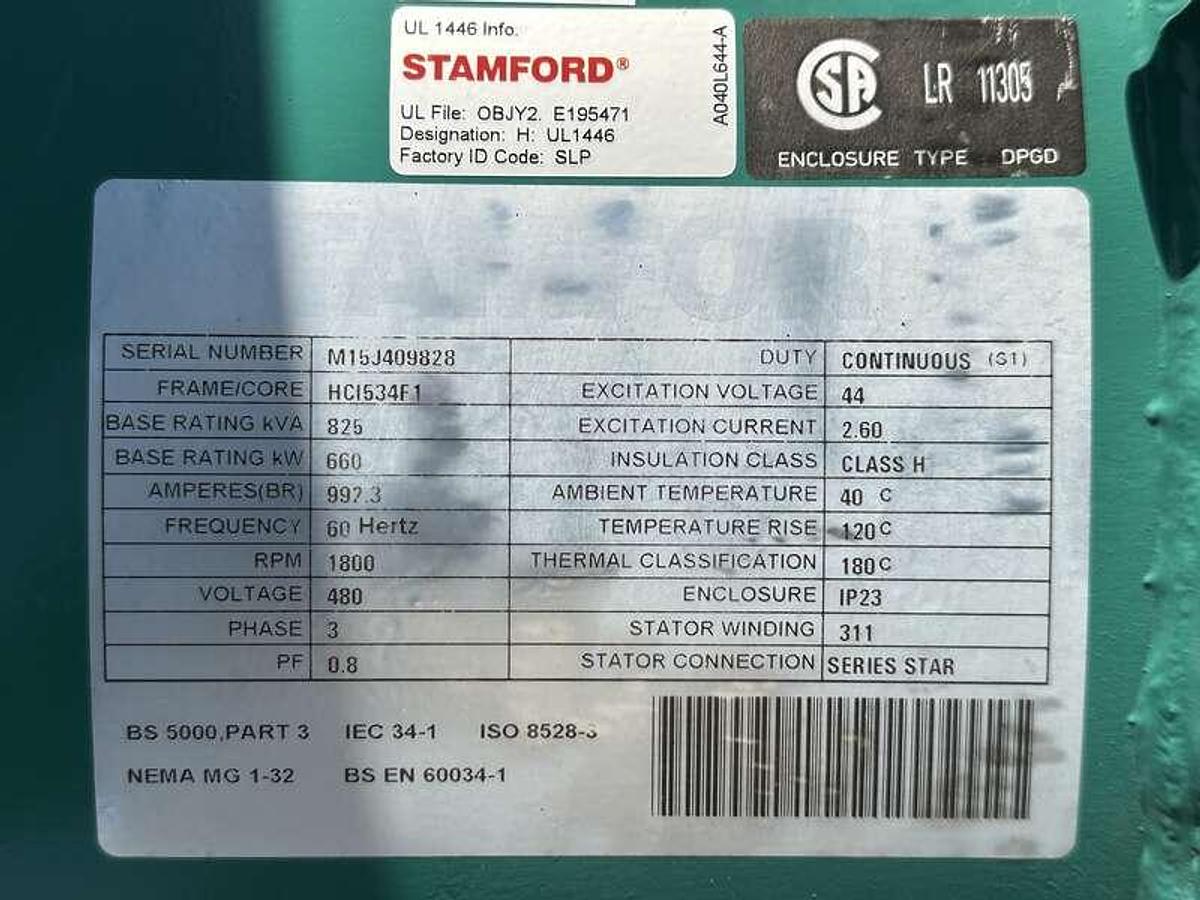 UL 1446 Info.
STAMFORD®
UL File: OBJY2. E195471
Designation: H: UL1446
Factory ID Code: SLP
A040L644-A
CSA LR 11305
ENCLOSURE TYPE DPGD
SERIAL NUMBER M15J409828 DUTY CONTINUOUS (S1)
FRAME/CORE HCI534F1 EXCITATION VOLTAGE 44
BASE RATING kVA 825 EXCITATION CURRENT 2.60
BASE RATING kW 660 INSULATION CLASS CLASS H
AMPERES(BR) 992.3 AMBIENT TEMPERATURE 40 C
FREQUENCY 60 Hertz TEMPERATURE RISE 120 C
RPM 1800 THERMAL CLASSIFICATION 180 C
VOLTAGE 480 ENCLOSURE IP23
PHASE 3 STATOR WINDING 311
PF 0.8 STATOR CONNECTION SERIES STAR
BS 5000,PART 3 IEC 34-1 ISO 8528-3
NEMA MG 1-32 BS EN 60034-1